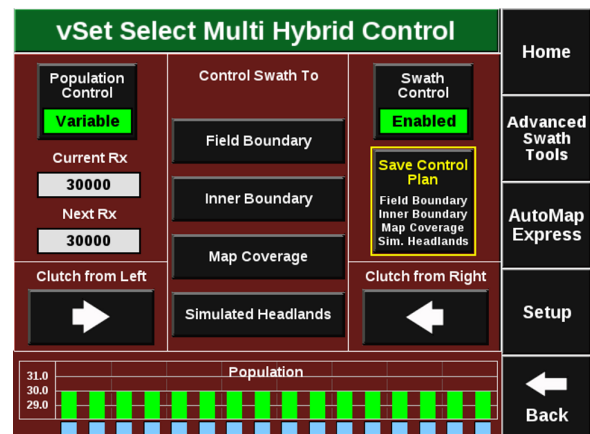 vSet Select Multi Hybrid Control
Population
Control
Variable
Current Rx
30000
Next Rx
30000
Clutch from Left
Control Swath To
Field Boundary
Inner Boundary
Map Coverage
Simulated Headlands
Swath
Control
Enabled
Save Control
Plan
Field Boundary
Inner Boundary
Map Coverage
Sim. Headlands
Clutch from Right
Population
31.0
30.0
29.0
Home
Advanced
Swath
Tools
AutoMap
Express
Setup
Back